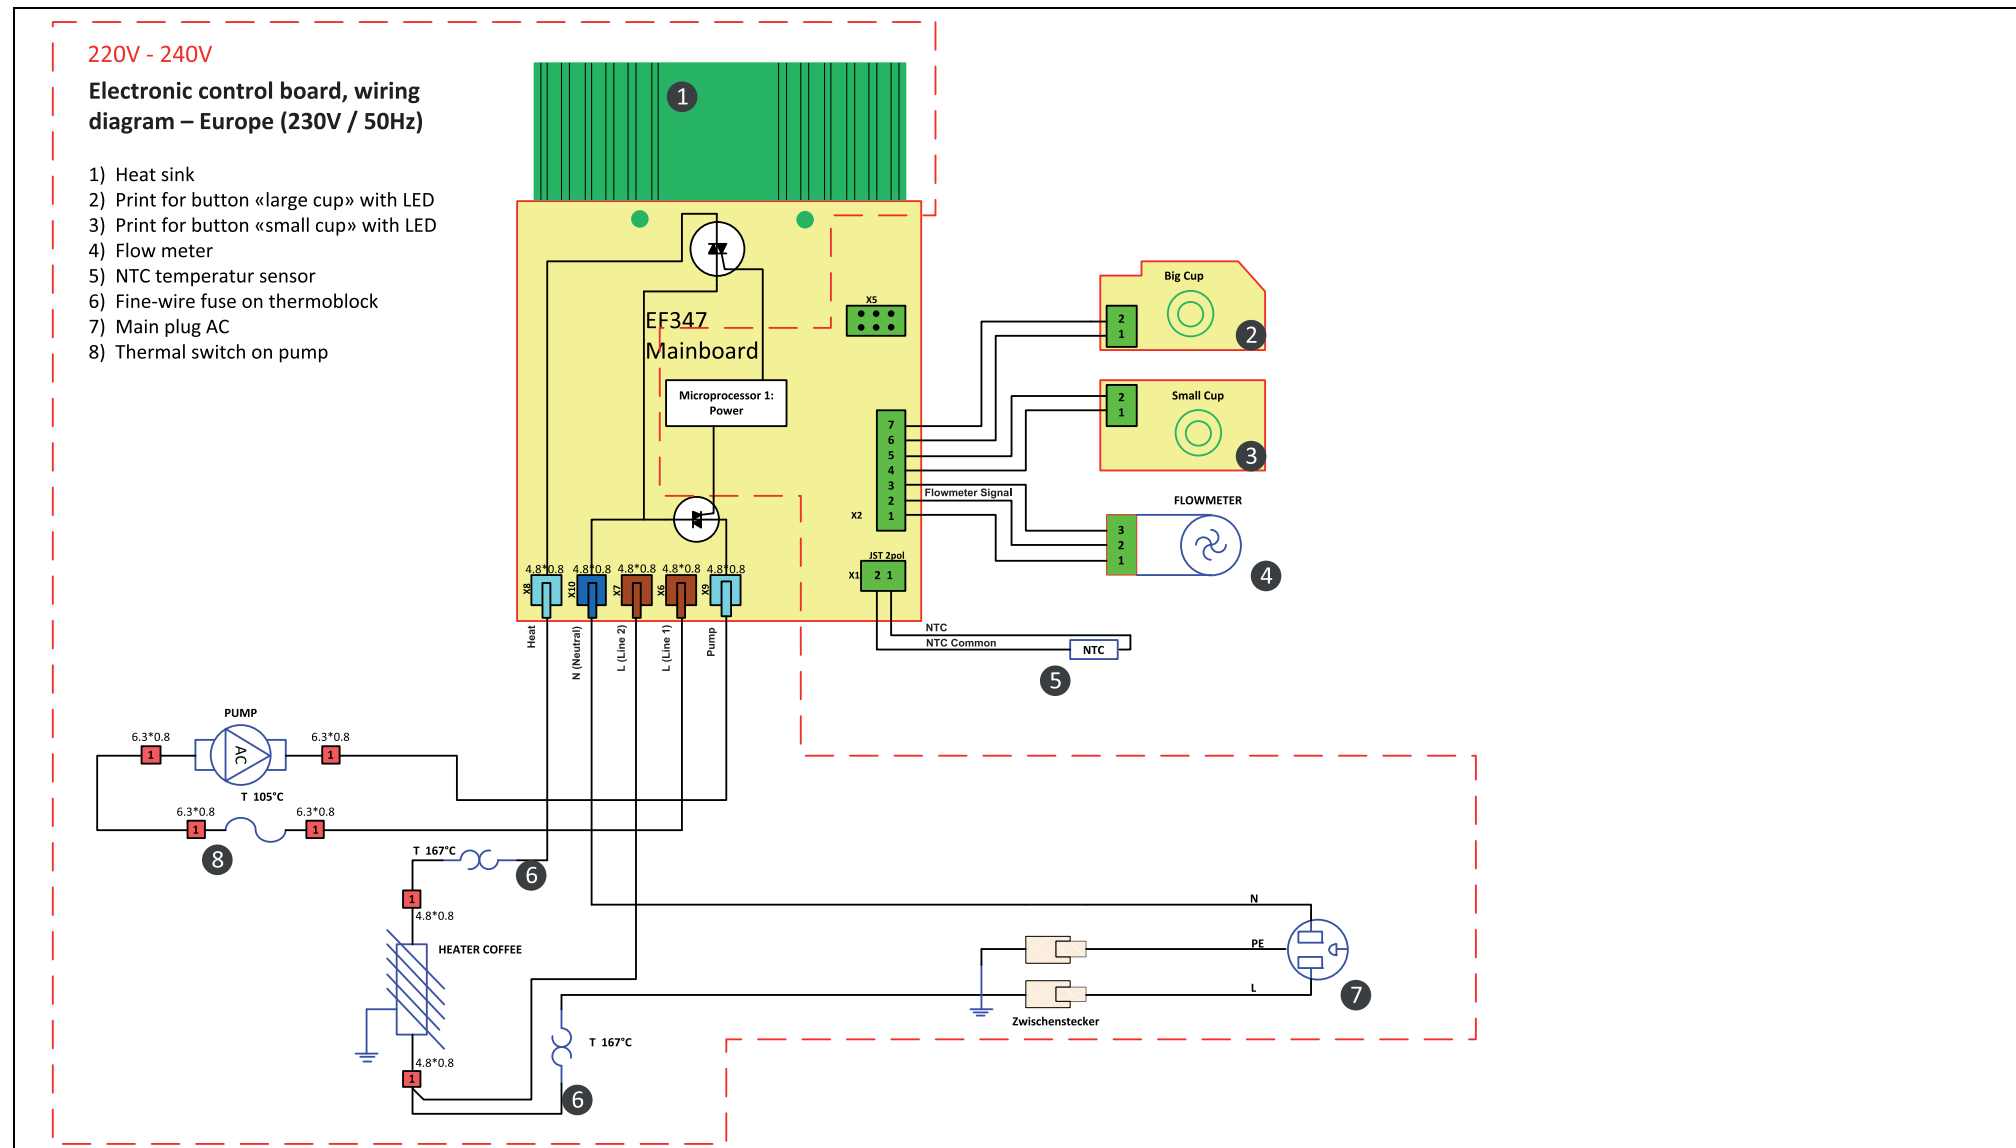 220V - 240V
Electronic control board, wiring
diagram – Europe (230V / 50Hz)
1) Heat sink
2) Print for button «large cup» with LED
3) Print for button «small cup» with LED
4) Flow meter
5) NTC temperatur sensor
6) Fine-wire fuse on thermoblock
7) Main plug AC
8) Thermal switch on pump
1
EF347
Mainboard
Microprocessor 1:
Power
X5
Big Cup
2
1
2
Small Cup
2
1
3
7
6
5
4
3
2
1
X2
Flowmeter Signal
FLOWMETER
3
2
1
4
JST 2pol
X1
2 1
NTC
NTC Common
NTC
5
4.8*0.8 4.8*0.8 4.8*0.8 4.8*0.8 4.8*0.8
X8 X10 X7 X6 X9
Heat
N (Neutral)
L (Line 2)
L (Line 1)
Pump
PUMP
6.3*0.8
1
AC
6.3*0.8
1
T 105°C
6.3*0.8
1
6.3*0.8
1
8
T 167°C
6
1
4.8*0.8
HEATER COFFEE
4.8*0.8
1
T 167°C
6
N
PE
L
Zwischenstecker
7